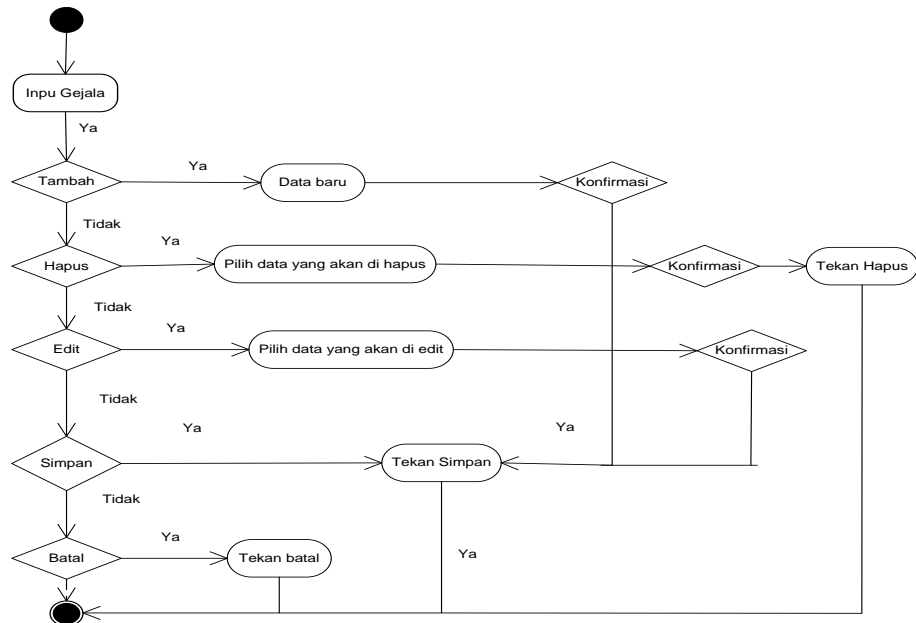 Inpu Gejala
Ya
Tambah
Ya
Data baru
Konfirmasi
Tidak
Hapus
Ya
Pilih data yang akan di hapus
Konfirmasi
Tekan Hapus
Tidak
Edit
Ya
Pilih data yang akan di edit
Konfirmasi
Tidak
Ya
Ya
Simpan
Tekan Simpan
Tidak
Batal
Ya
Tekan batal
Ya